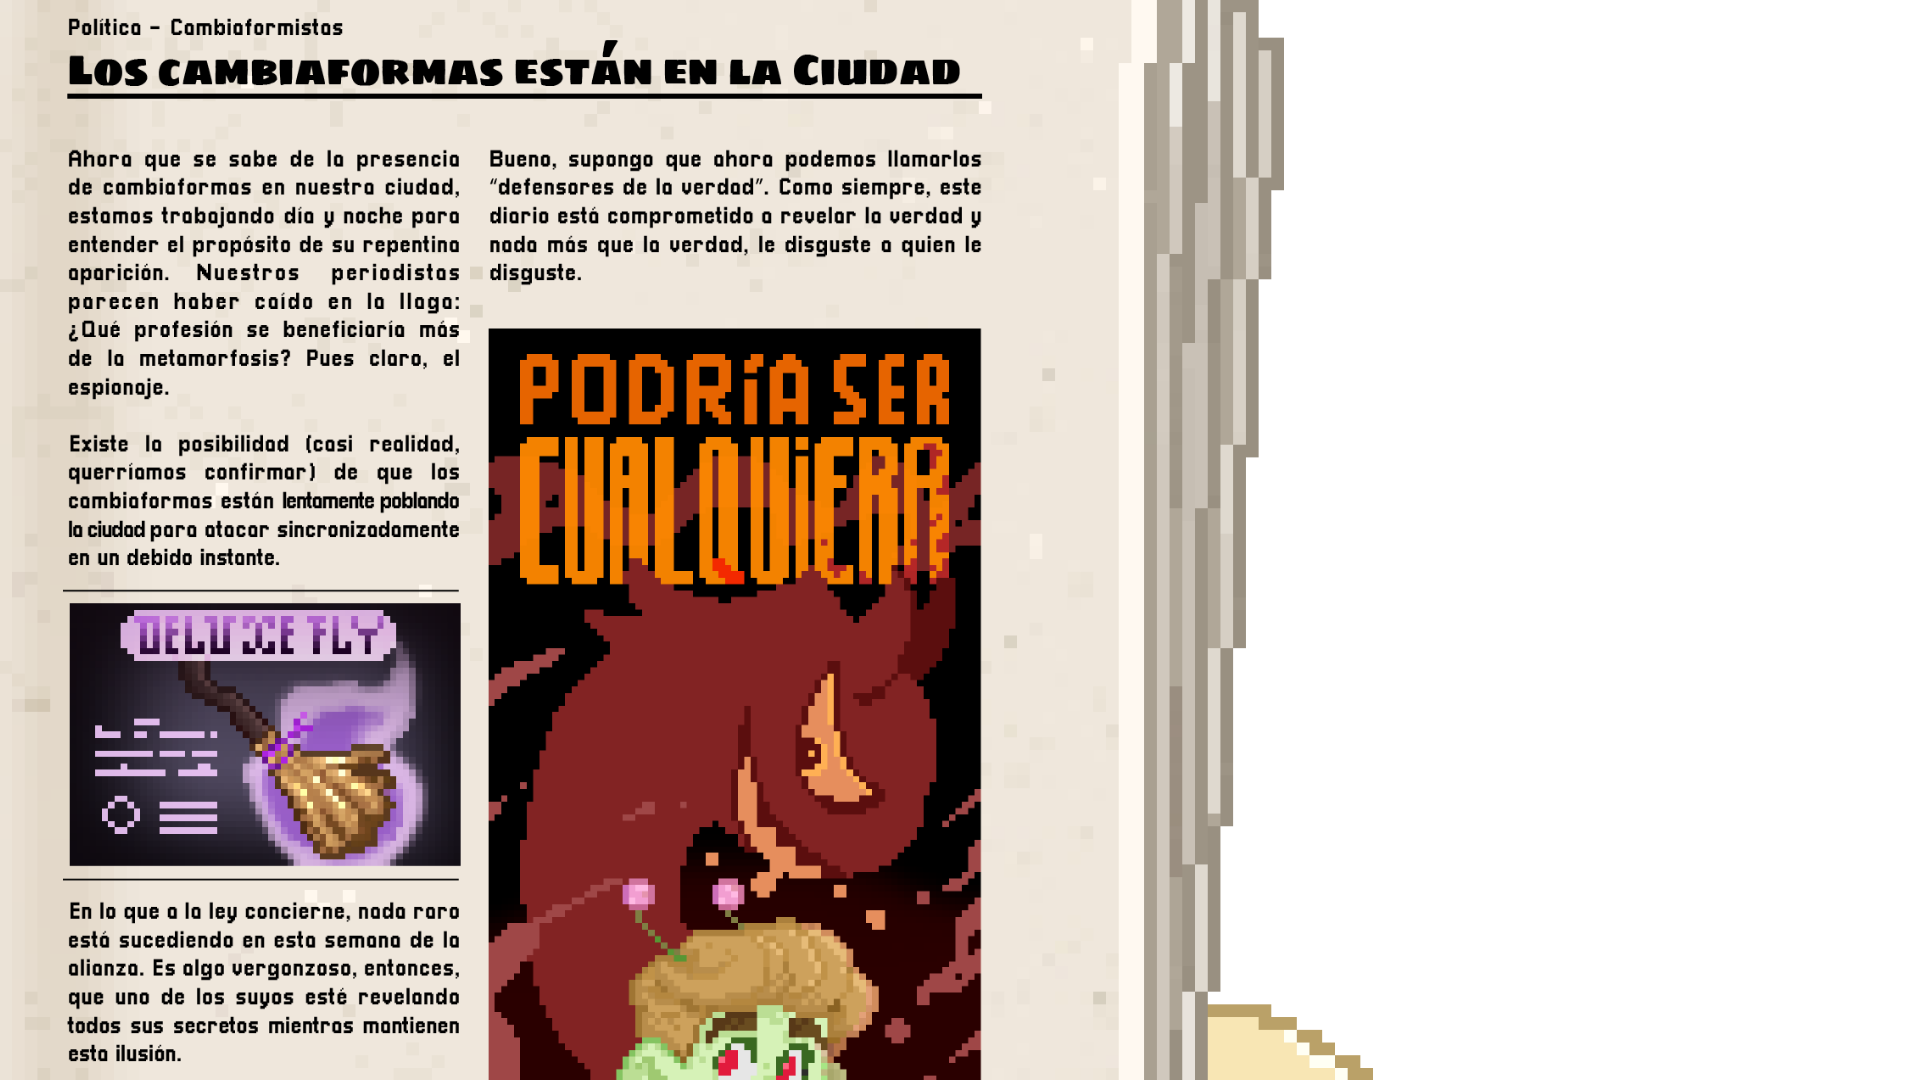 Política - Cambiaformistas
Los cambiaformas están en la Ciudad
Ahora que se sabe de la presencia
de cambiaformas en nuestra ciudad,
estamos trabajando día y noche para
entender el propósito de su repentina
aparición. Nuestros periodistas
parecen haber caído en la llaga:
¿Qué profesión se beneficiaría más
de la metamorfosis? Pues claro, el
espionaje.
Existe la posibilidad (casi realidad,
querríamos confirmar) de que los
cambiaformas están lentamente poblando
la ciudad para atacar sincronizadamente
en un debido instante.
DELUXE FLY
En lo que a la ley concierne, nada raro
está sucediendo en esta semana de la
alianza. Es algo vergonzoso, entonces,
que uno de los suyos esté revelando
todos sus secretos mientras mantienen
esta ilusión.
Bueno, supongo que ahora podemos llamarlos
"defensores de la verdad". Como siempre, este
diario está comprometido a revelar la verdad y
nada más que la verdad, le disguste a quien le
disguste.
PODRÍA SER
CUALQUIERA